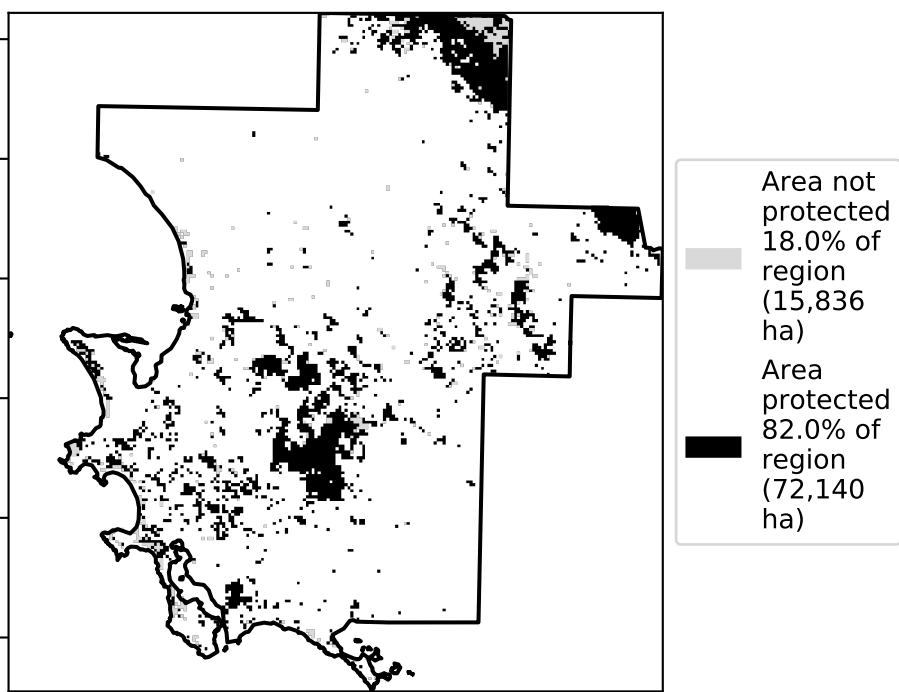 Area not
protected
18.0% of
region
(15,836
ha)
Area
protected
82.0% of
region
(72,140
ha)